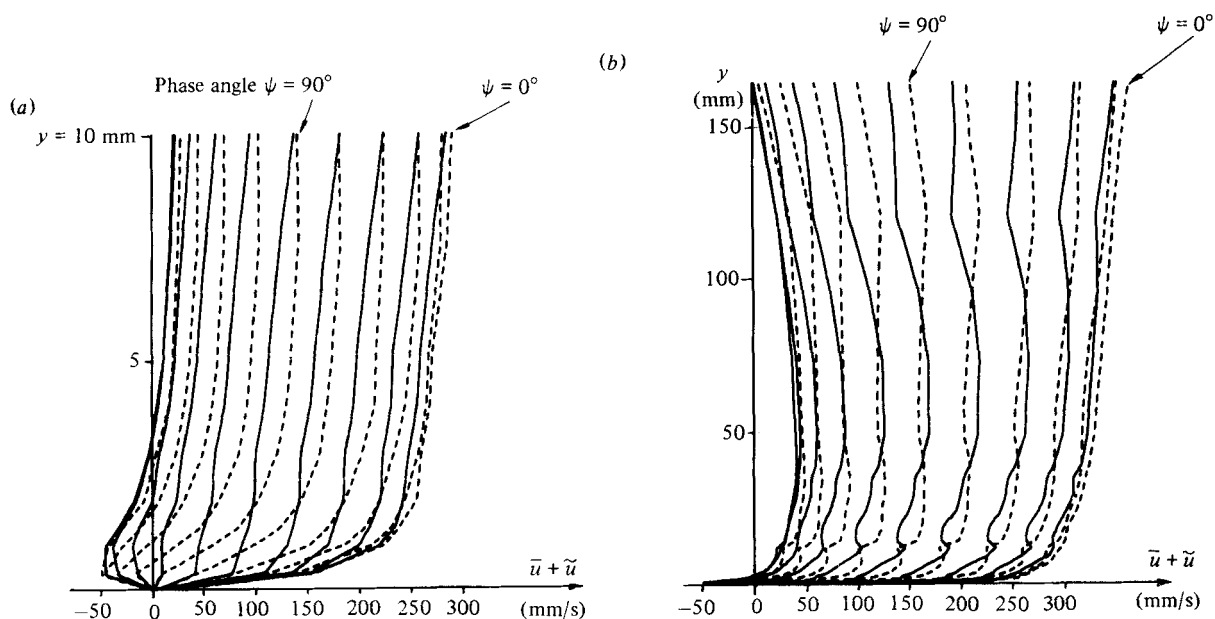 (a)
Phase angle ψ = 90°
ψ = 0°
y = 10 mm
5
u̅ + ũ
−50 0 50 100 150 200 250 300 (mm/s)
(b)
ψ = 90°
ψ = 0°
y
(mm)
150
100
50
u̅ + ũ
−50 0 50 100 150 200 250 300 (mm/s)